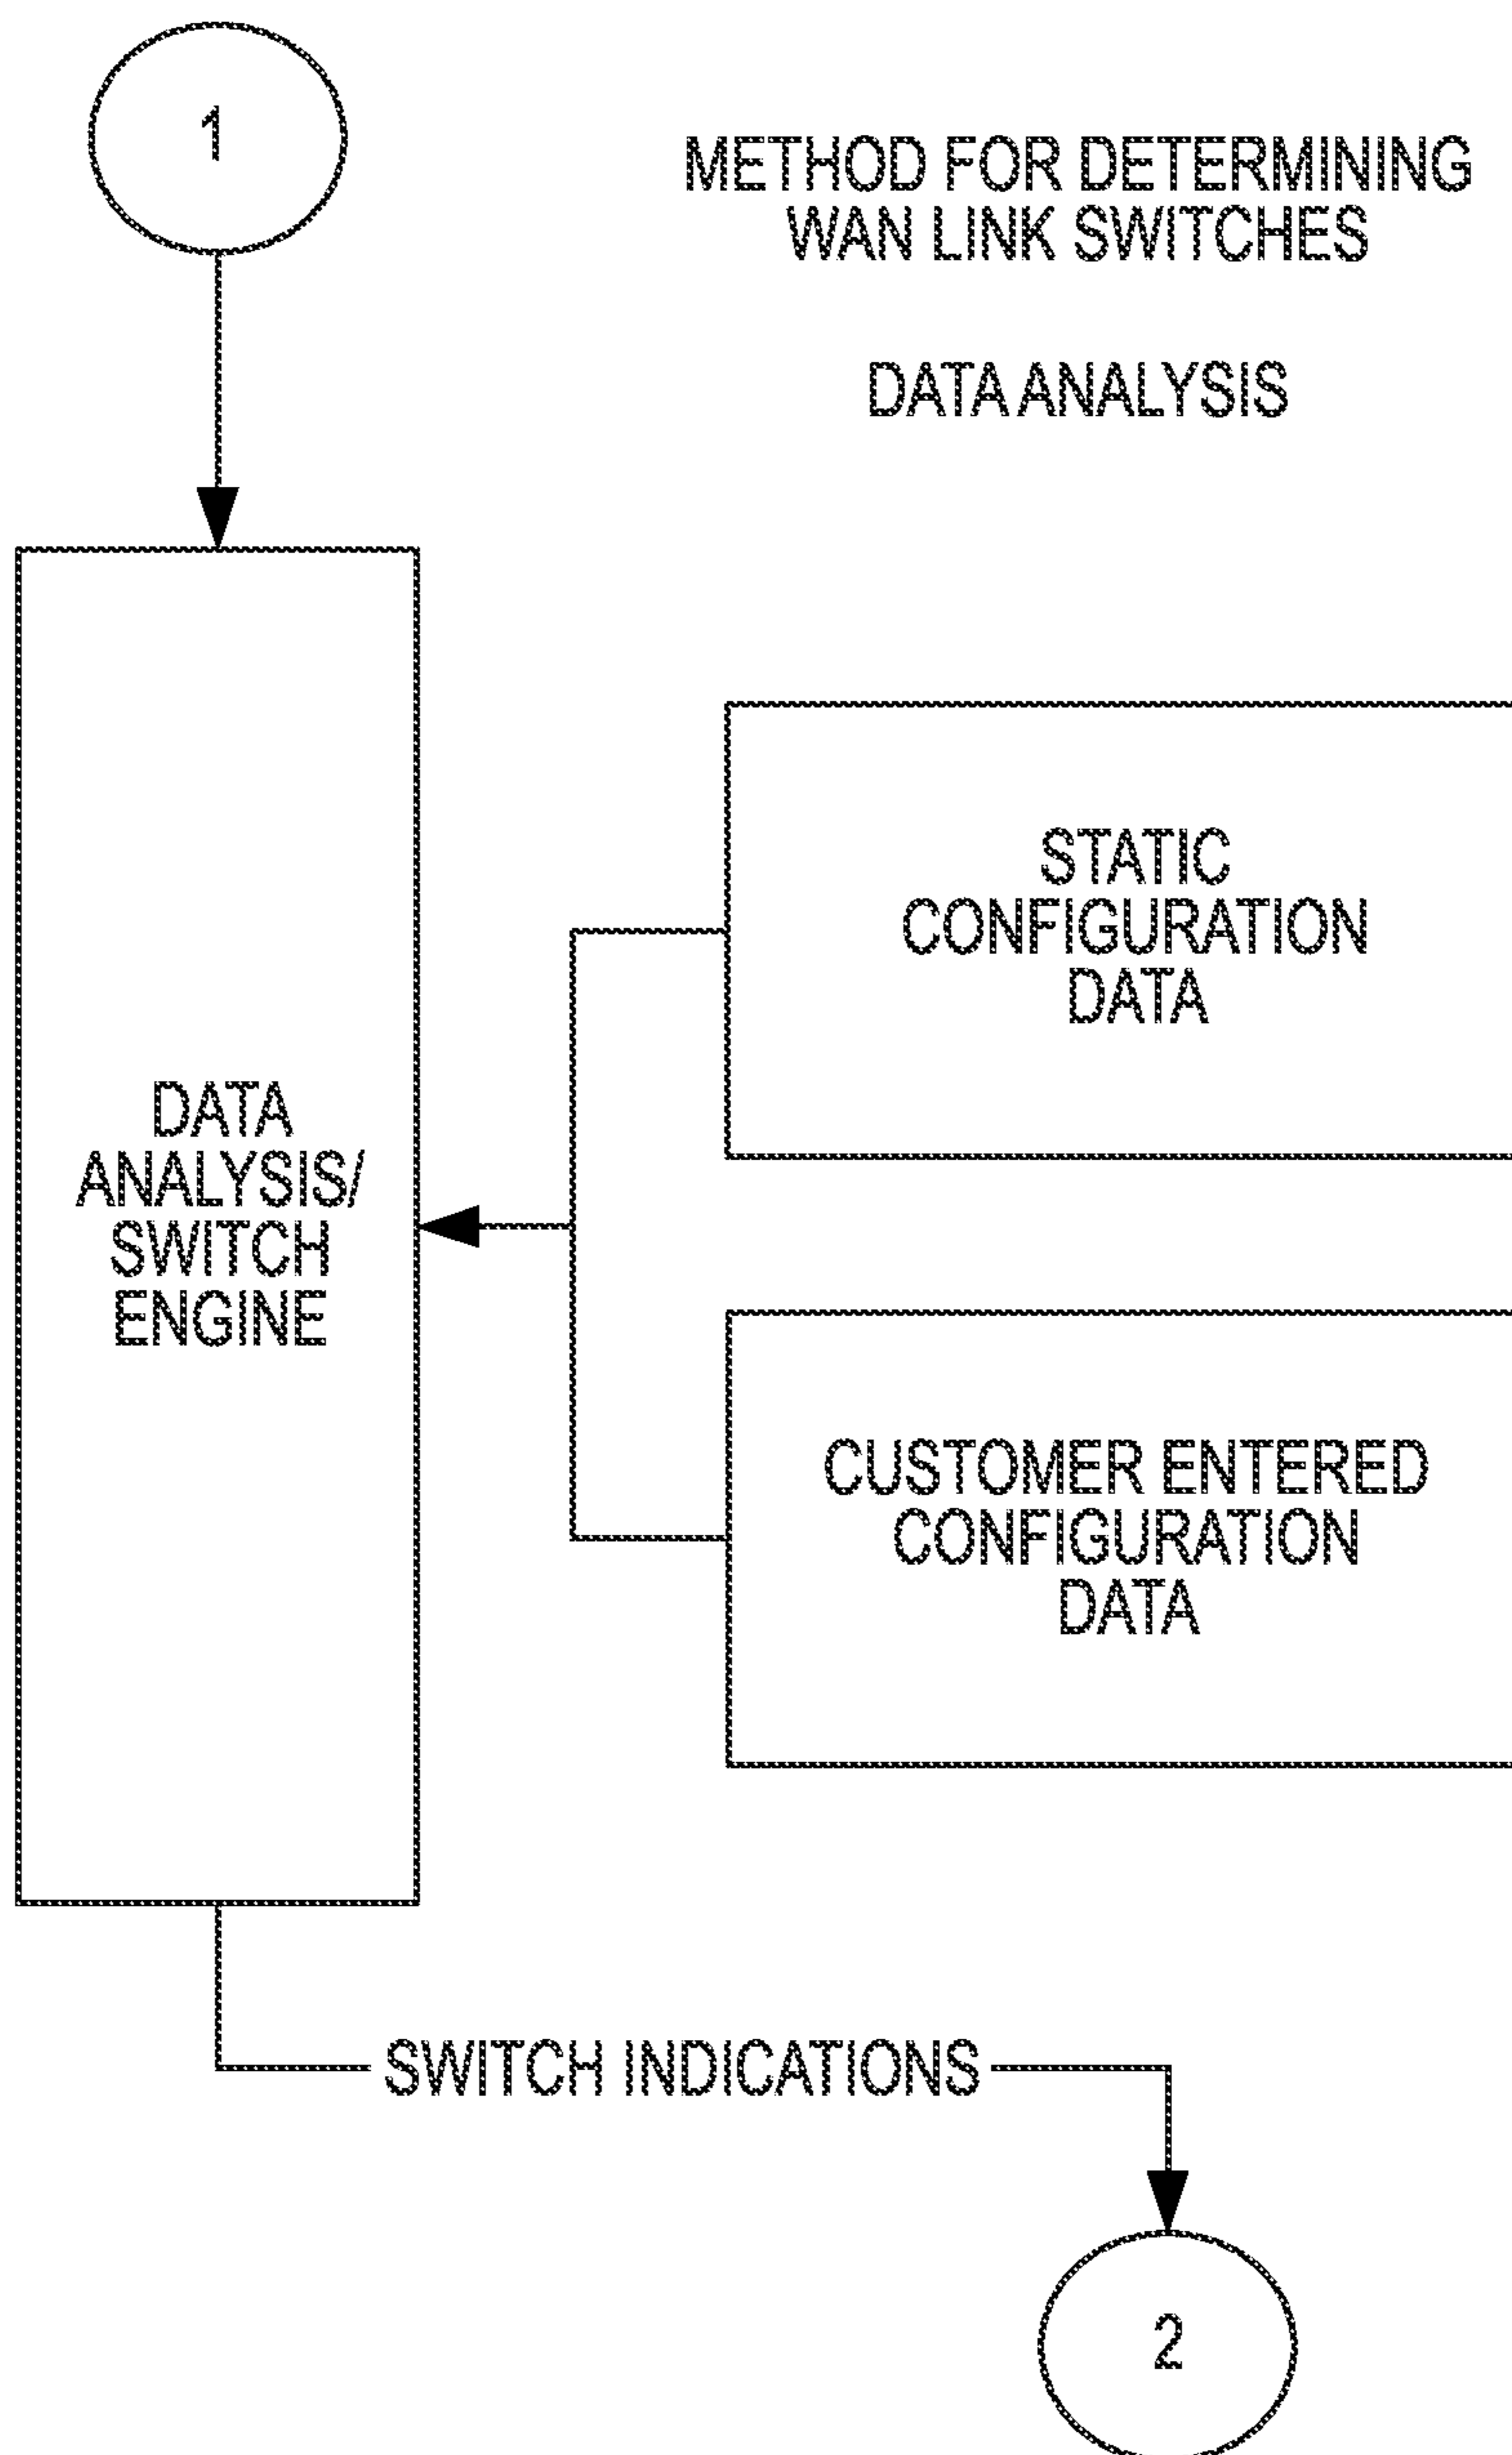 1
METHOD FOR DETERMINING
WAN LINK SWITCHES
DATA ANALYSIS
STATIC
CONFIGURATION
DATA
DATA
ANALYSIS/
SWITCH
ENGINE
CUSTOMER ENTERED
CONFIGURATION
DATA
SWITCH INDICATIONS
2